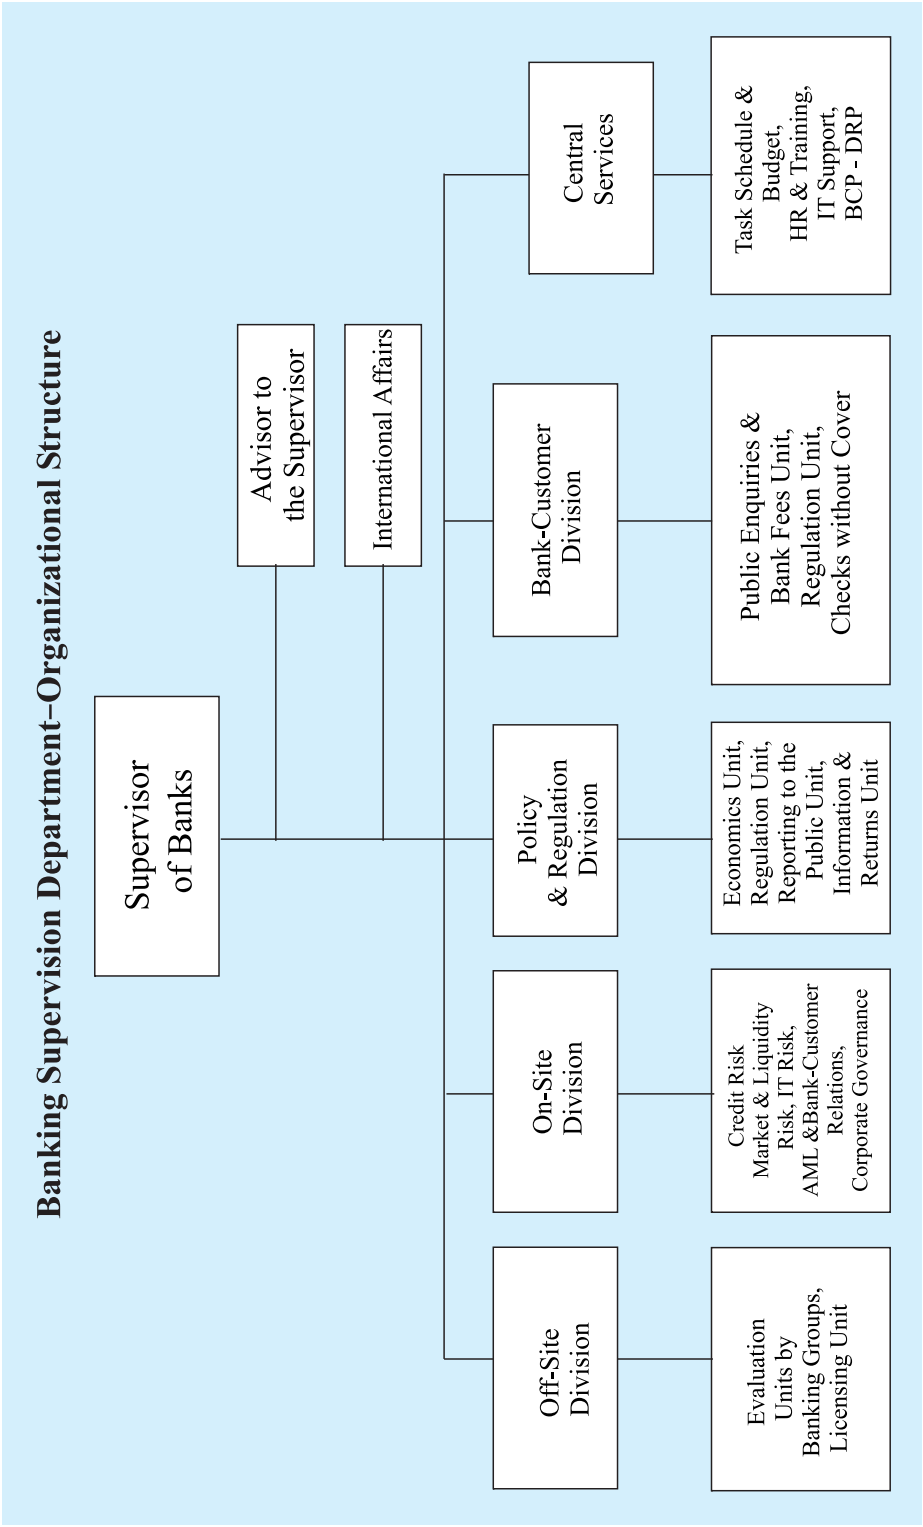 Banking Supervision Department–Organizational Structure
Supervisor
of Banks
Advisor to
the Supervisor
International Affairs
Off-Site
Division
On-Site
Division
Policy
& Regulation
Division
Bank-Customer
Division
Central
Services
Evaluation
Units by
Banking Groups,
Licensing Unit
Credit Risk
Market & Liquidity
Risk, IT Risk,
AML &Bank-Customer
Relations,
Corporate Governance
Economics Unit,
Regulation Unit,
Reporting to the
Public Unit,
Information &
Returns Unit
Public Enquiries &
Bank Fees Unit,
Regulation Unit,
Checks without Cover
Task Schedule &
Budget,
HR & Training,
IT Support,
BCP - DRP